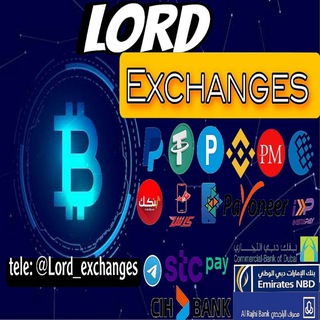 LORD
EXCHANGES
PM
بنكك
Payoneer
tele: @Lord_exchanges
stc pay
بنك دبي التجاري
Commercial Bank of Dubai
بنك الإمارات دبي الوطني
Emirates NBD
CIH BANK
Al Rajhi Bank مصرف الراجحي